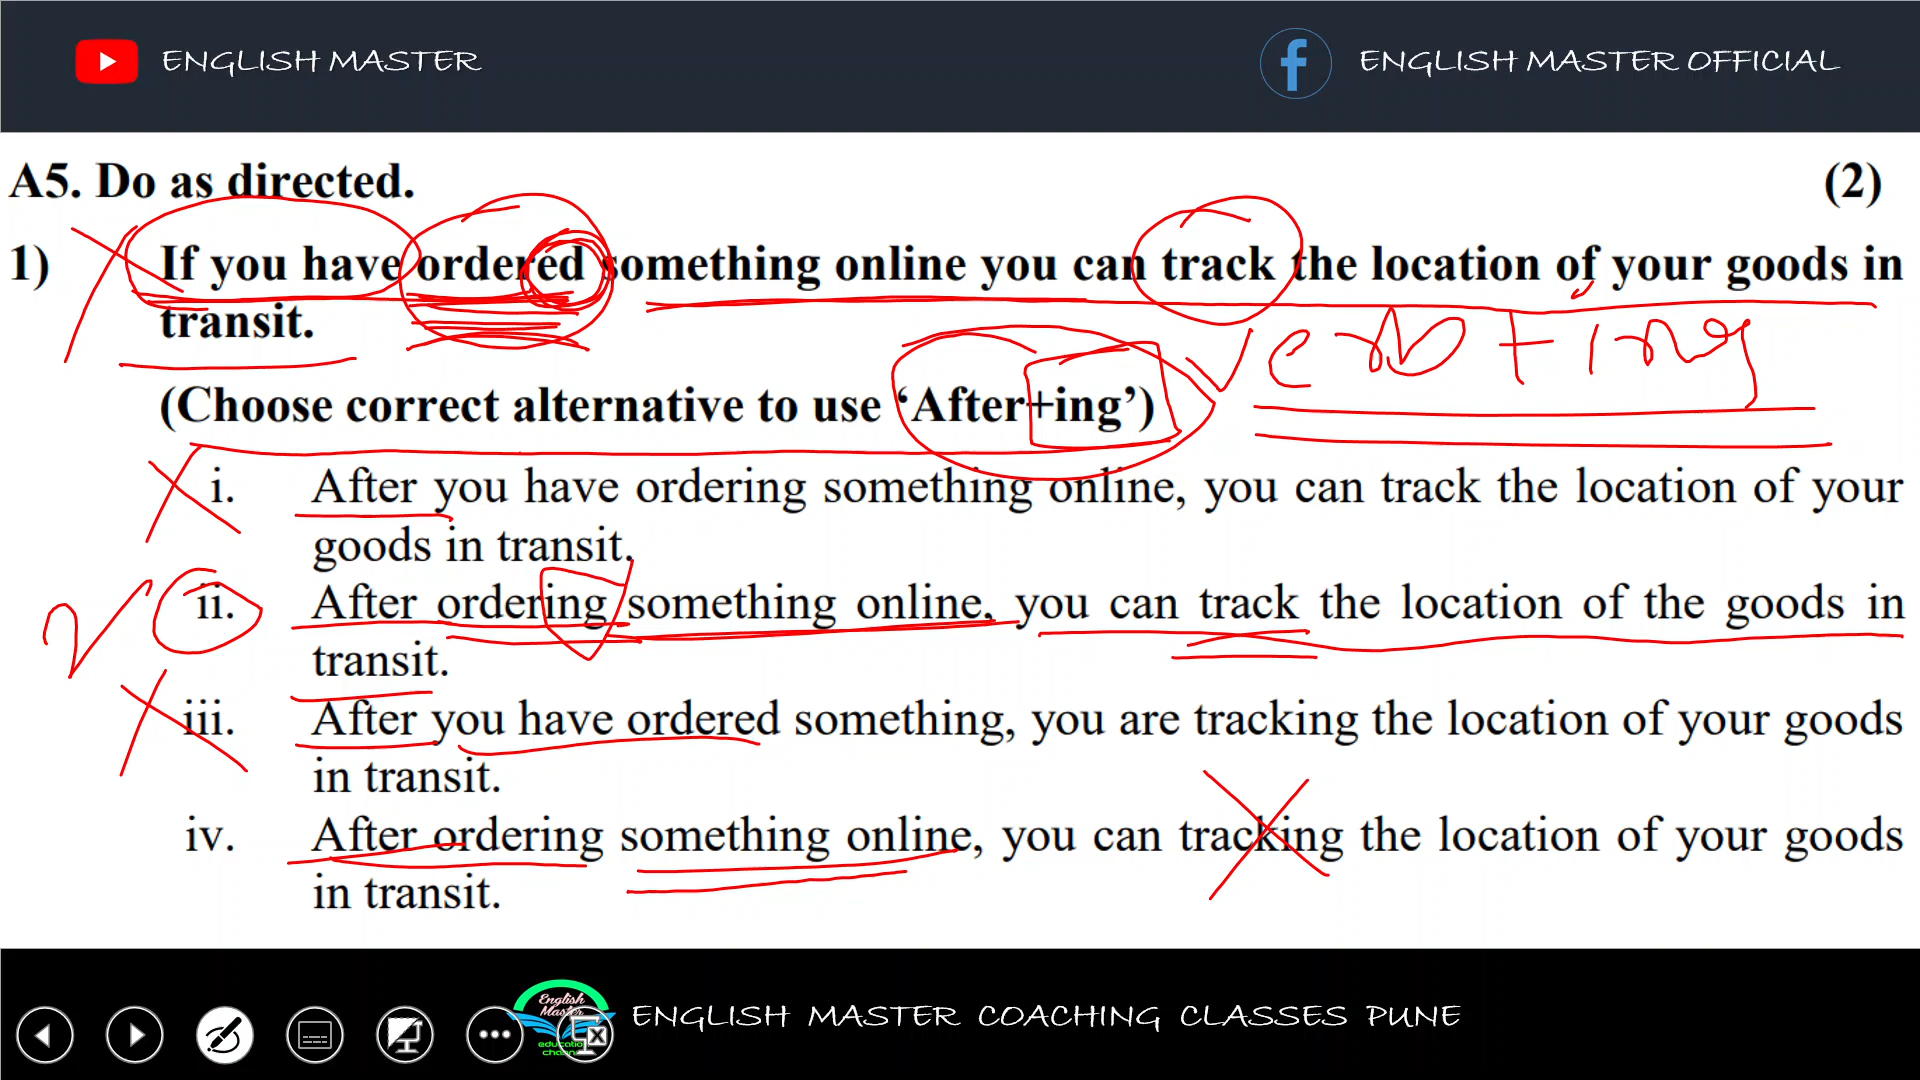 ENGLISH MASTER
ENGLISH MASTER OFFICIAL
A5. Do as directed. (2)
1) If you have ordered something online you can track the location of your goods in
transit.
verb + ing
(Choose correct alternative to use ‘After+ing’)
i. After you have ordering something online, you can track the location of your
goods in transit.
ii. After ordering something online, you can track the location of the goods in
transit.
iii. After you have ordered something, you are tracking the location of your goods
in transit.
iv. After ordering something online, you can tracking the location of your goods
in transit.
English
Master
ENGLISH MASTER COACHING CLASSES PUNE